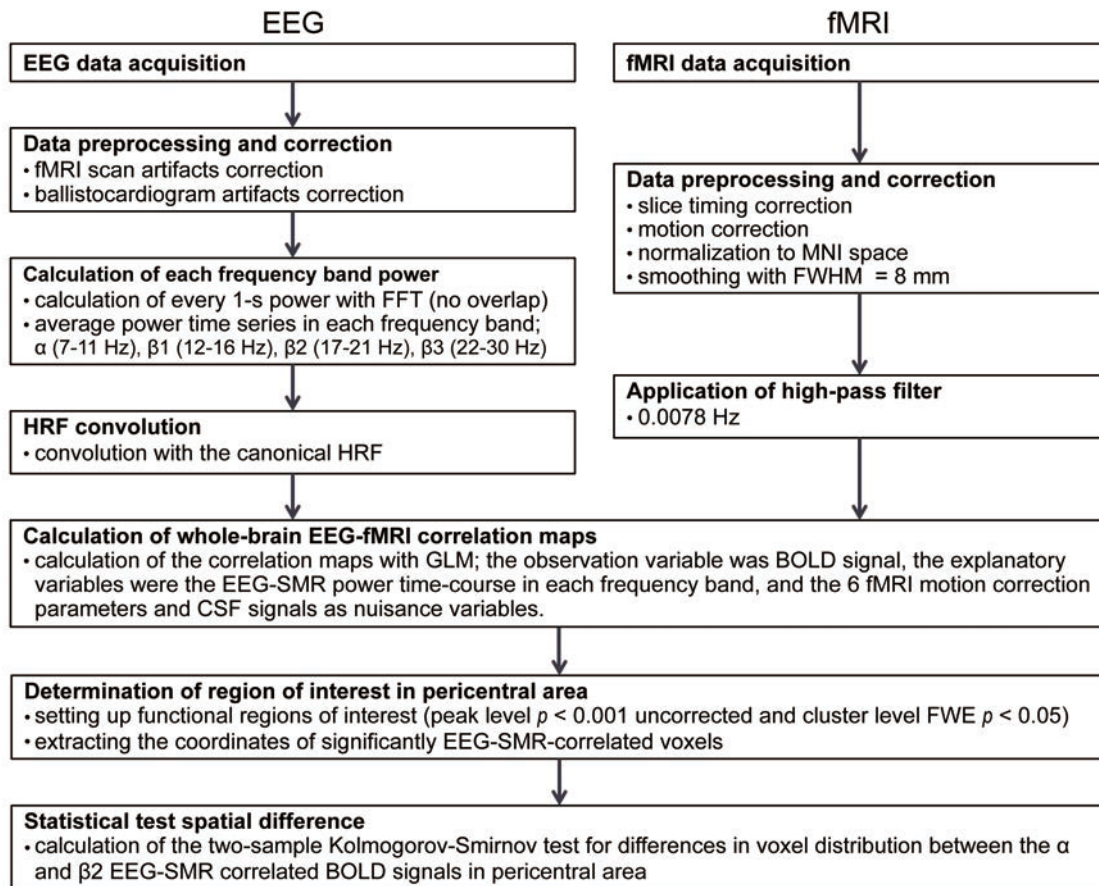 EEG
EEG data acquisition
Data preprocessing and correction
• fMRI scan artifacts correction
• ballistocardiogram artifacts correction
Calculation of each frequency band power
• calculation of every 1-s power with FFT (no overlap)
• average power time series in each frequency band;
α (7-11 Hz), β1 (12-16 Hz), β2 (17-21 Hz), β3 (22-30 Hz)
HRF convolution
• convolution with the canonical HRF
fMRI
fMRI data acquisition
Data preprocessing and correction
• slice timing correction
• motion correction
• normalization to MNI space
• smoothing with FWHM = 8 mm
Application of high-pass filter
• 0.0078 Hz
Calculation of whole-brain EEG-fMRI correlation maps
• calculation of the correlation maps with GLM; the observation variable was BOLD signal, the explanatory
variables were the EEG-SMR power time-course in each frequency band, and the 6 fMRI motion correction
parameters and CSF signals as nuisance variables.
Determination of region of interest in pericentral area
• setting up functional regions of interest (peak level p < 0.001 uncorrected and cluster level FWE p < 0.05)
• extracting the coordinates of significantly EEG-SMR-correlated voxels
Statistical test spatial difference
• calculation of the two-sample Kolmogorov-Smirnov test for differences in voxel distribution between the α
and β2 EEG-SMR correlated BOLD signals in pericentral area